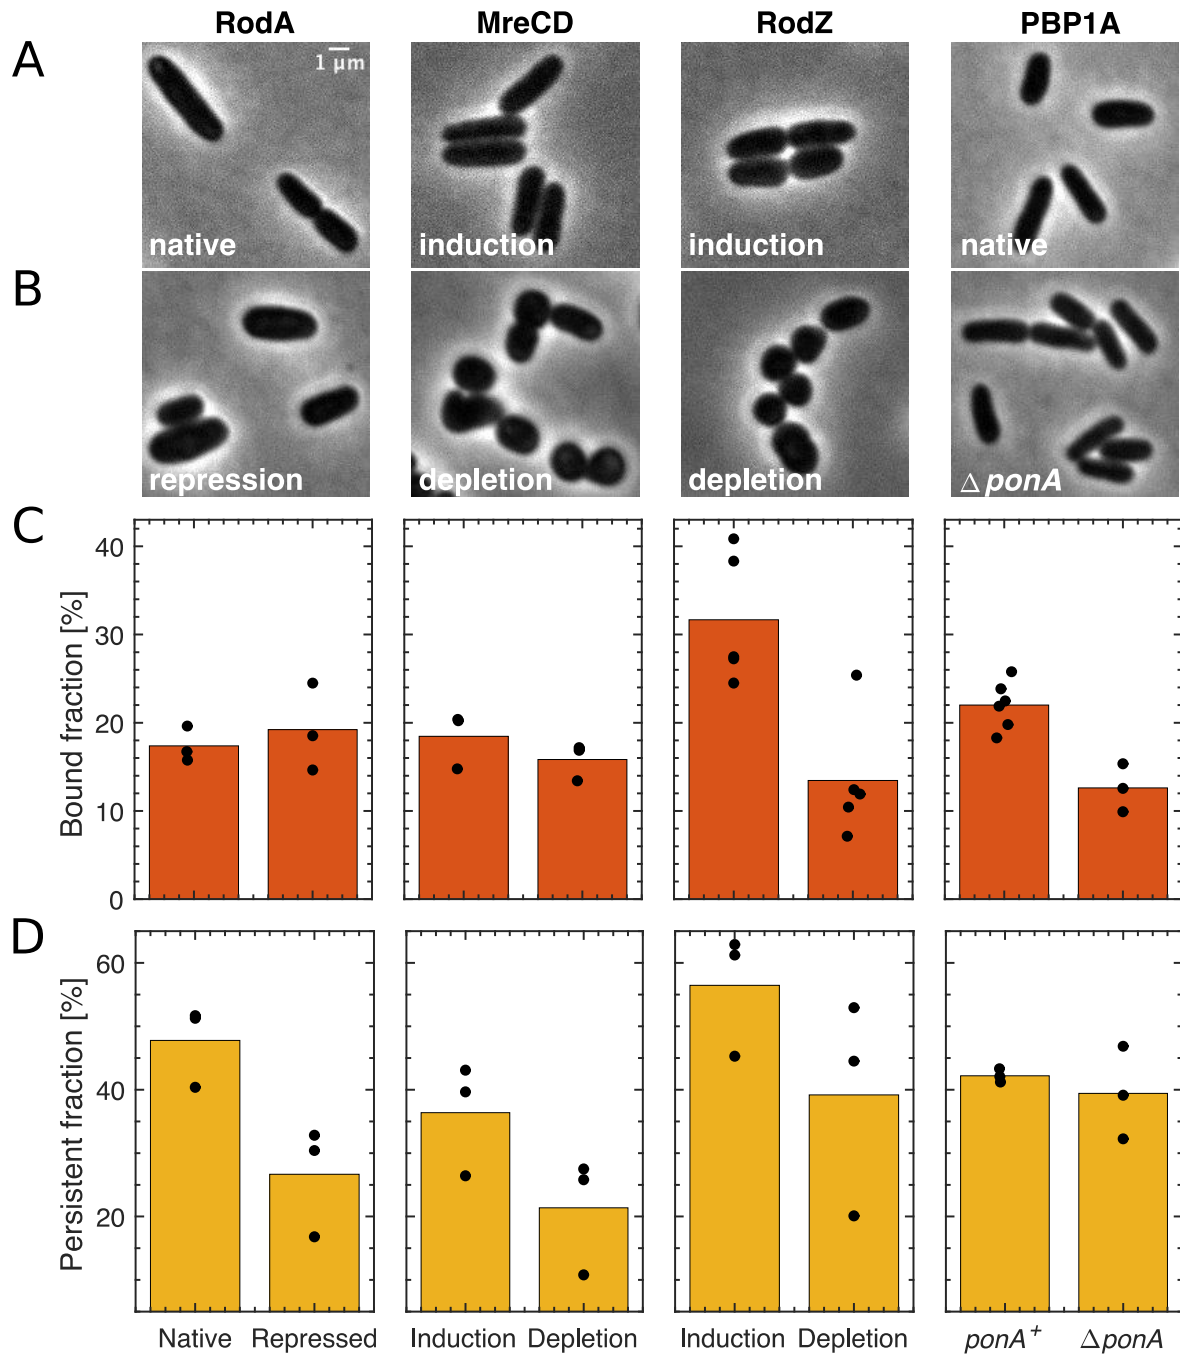 RodA MreCD RodZ PBP1A
A
1 µm
native induction induction native
B
repression depletion depletion Δ ponA
C
Bound fraction [%]
40
30
20
10
0
D
Persistent fraction [%]
60
40
20
Native Repressed Induction Depletion Induction Depletion ponA⁺ ΔponA